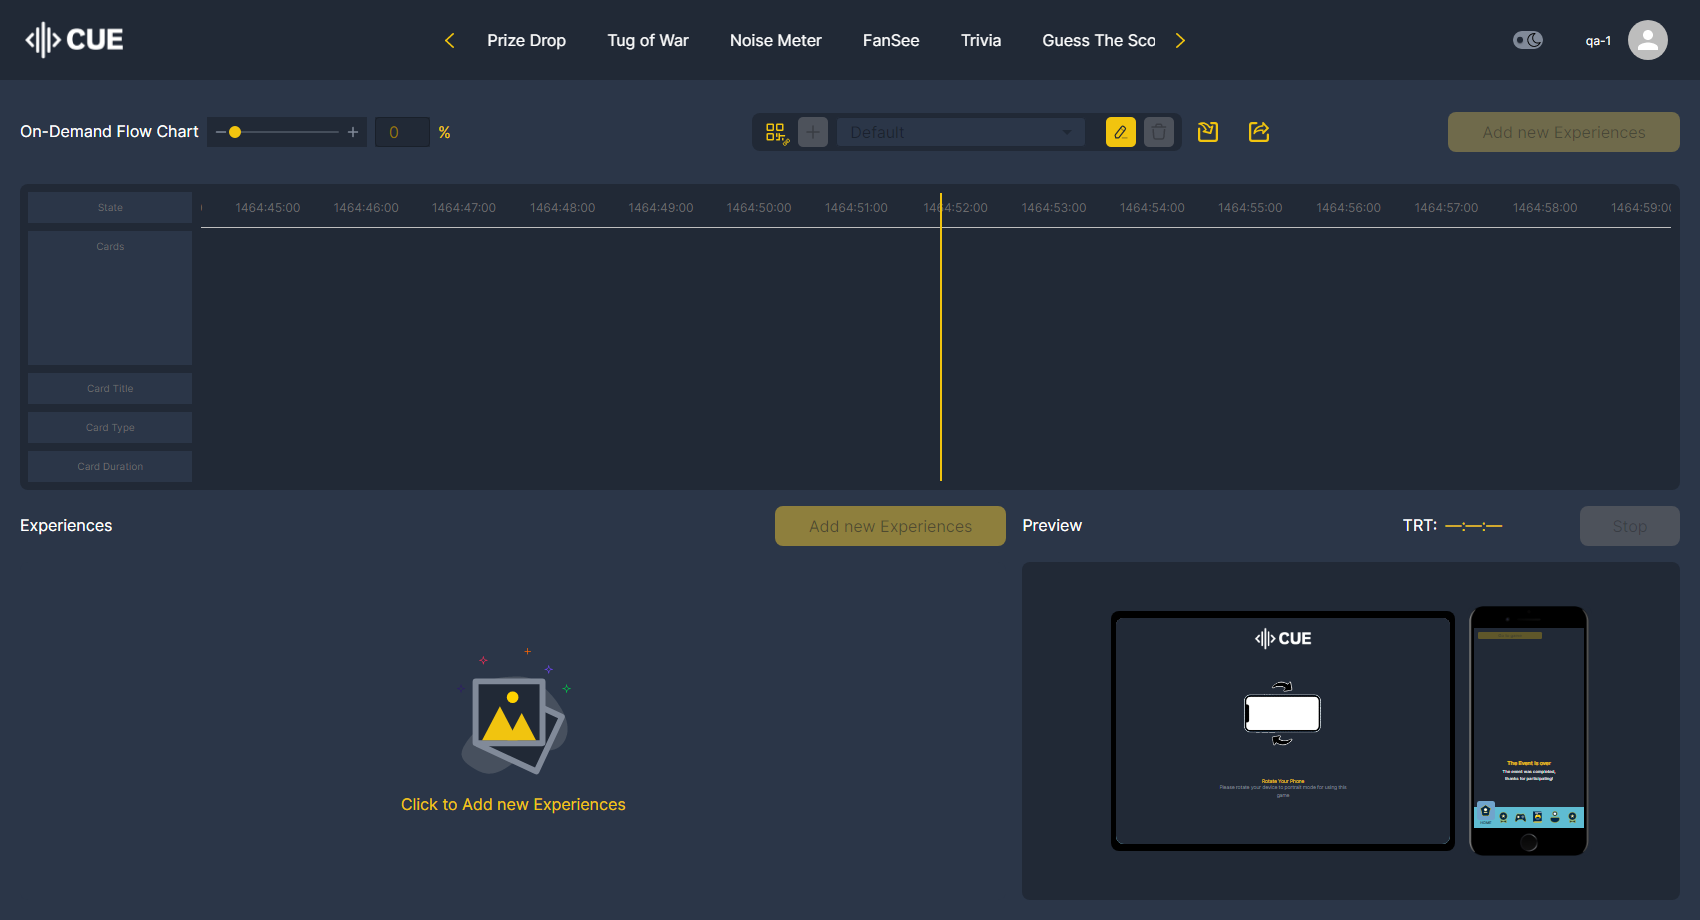 CUE
Prize Drop
Tug of War
Noise Meter
FanSee
Trivia
Guess The Sco
qa-1
On-Demand Flow Chart
0
%
Default
Add new Experiences
State
1464:45:00
1464:46:00
1464:47:00
1464:48:00
1464:49:00
1464:50:00
1464:51:00
1464:52:00
1464:53:00
1464:54:00
1464:55:00
1464:56:00
1464:57:00
1464:58:00
1464:59:00
Cards
Card Title
Card Type
Card Duration
Experiences
Add new Experiences
Preview
TRT: —:—:—
Stop
Click to Add new Experiences
CUE
Rotate Your Phone
Please rotate your device to portrait mode for using this
game
The Event is over
The event was completed,
thanks for participating!
HOME